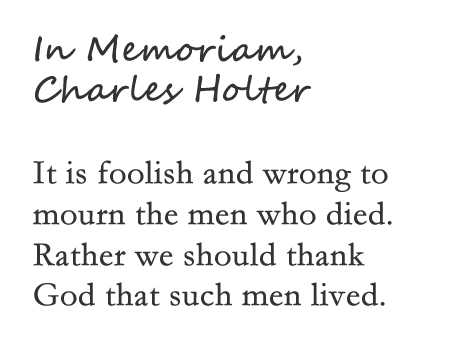 In Memoriam,
Charles Holter
It is foolish and wrong to
mourn the men who died.
Rather we should thank
God that such men lived.